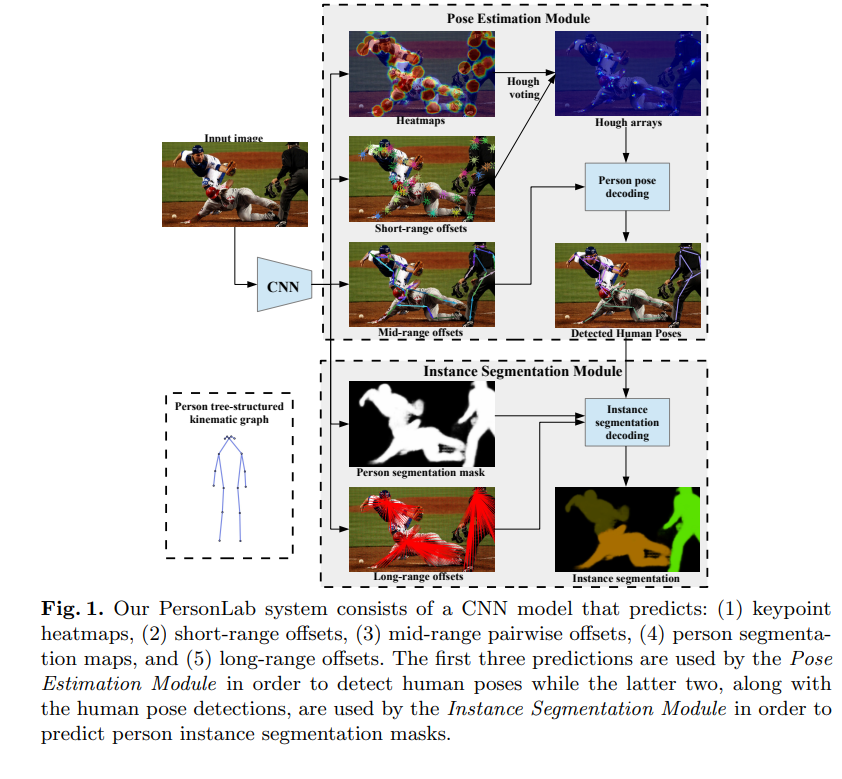 Pose Estimation Module
Heatmaps
Hough
voting
Hough arrays
Input image
Person pose
decoding
Short-range offsets
CNN
Mid-range offsets
Detected Human Poses
Instance Segmentation Module
Person tree-structured
kinematic graph
Instance
segmentation
decoding
Person segmentation mask
Long-range offsets
Instance segmentation
Fig. 1. Our PersonLab system consists of a CNN model that predicts: (1) keypoint
heatmaps, (2) short-range offsets, (3) mid-range pairwise offsets, (4) person segmenta-
tion maps, and (5) long-range offsets. The first three predictions are used by the Pose
Estimation Module in order to detect human poses while the latter two, along with
the human pose detections, are used by the Instance Segmentation Module in order to
predict person instance segmentation masks.